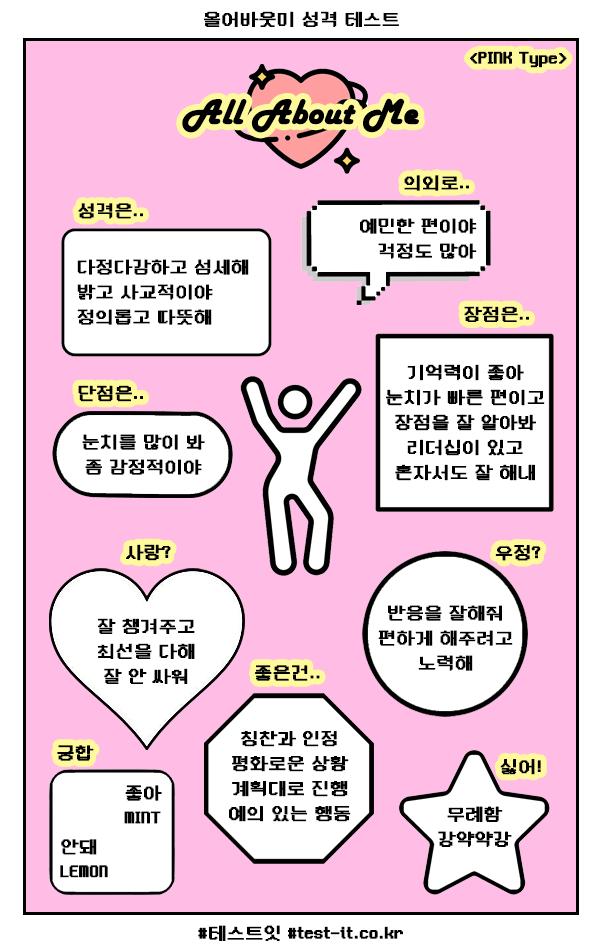 올어바웃미 성격 테스트
<PINK Type>
All About Me
의외로..
예민한 편이야
걱정도 많아
성격은..
다정다감하고 섬세해
밝고 사교적이야
정의롭고 따뜻해
장점은..
기억력이 좋아
눈치가 빠른 편이고
장점을 잘 알아봐
리더십이 있고
혼자서도 잘 해내
단점은..
눈치를 많이 봐
좀 감정적이야
사랑?
잘 챙겨주고
최선을 다해
잘 안 싸워
우정?
반응을 잘해줘
편하게 해주려고
노력해
좋은건..
칭찬과 인정
평화로운 상황
계획대로 진행
예의 있는 행동
궁합
좋아
MINT
안돼
LEMON
싫어!
무례함
강약약강
#테스트잇 #test-it.co.kr